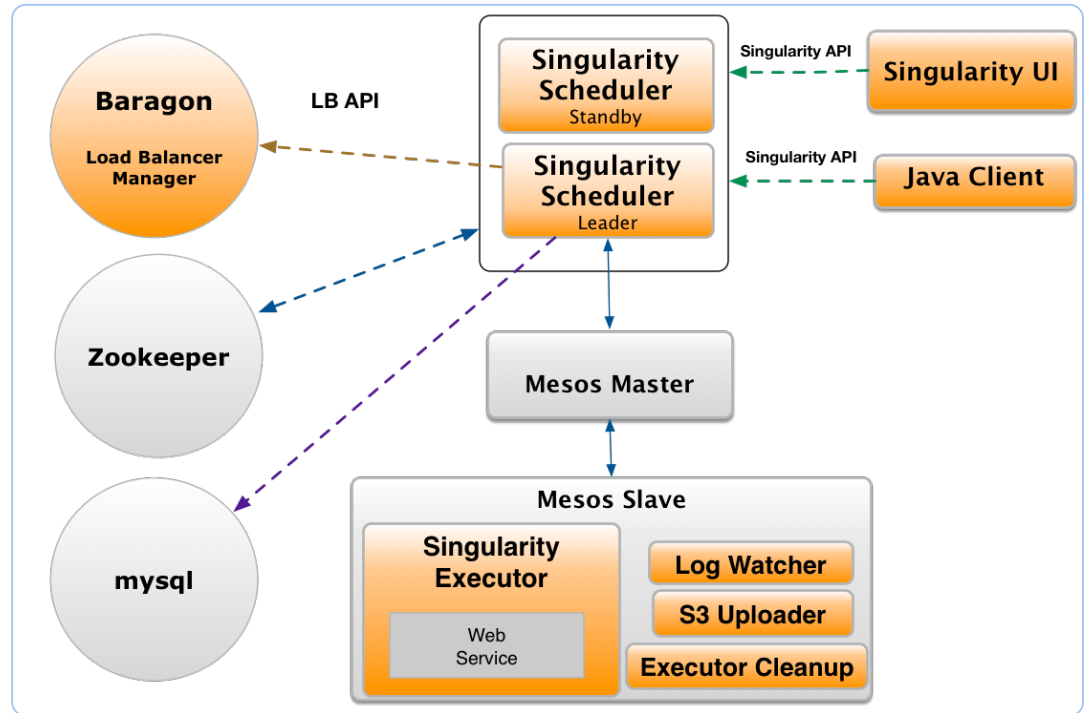 Baragon
Load Balancer
Manager
LB API
Singularity
Scheduler
Standby
Singularity
Scheduler
Leader
Singularity API
Singularity UI
Singularity API
Java Client
Zookeeper
Mesos Master
mysql
Mesos Slave
Singularity
Executor
Web
Service
Log Watcher
S3 Uploader
Executor Cleanup